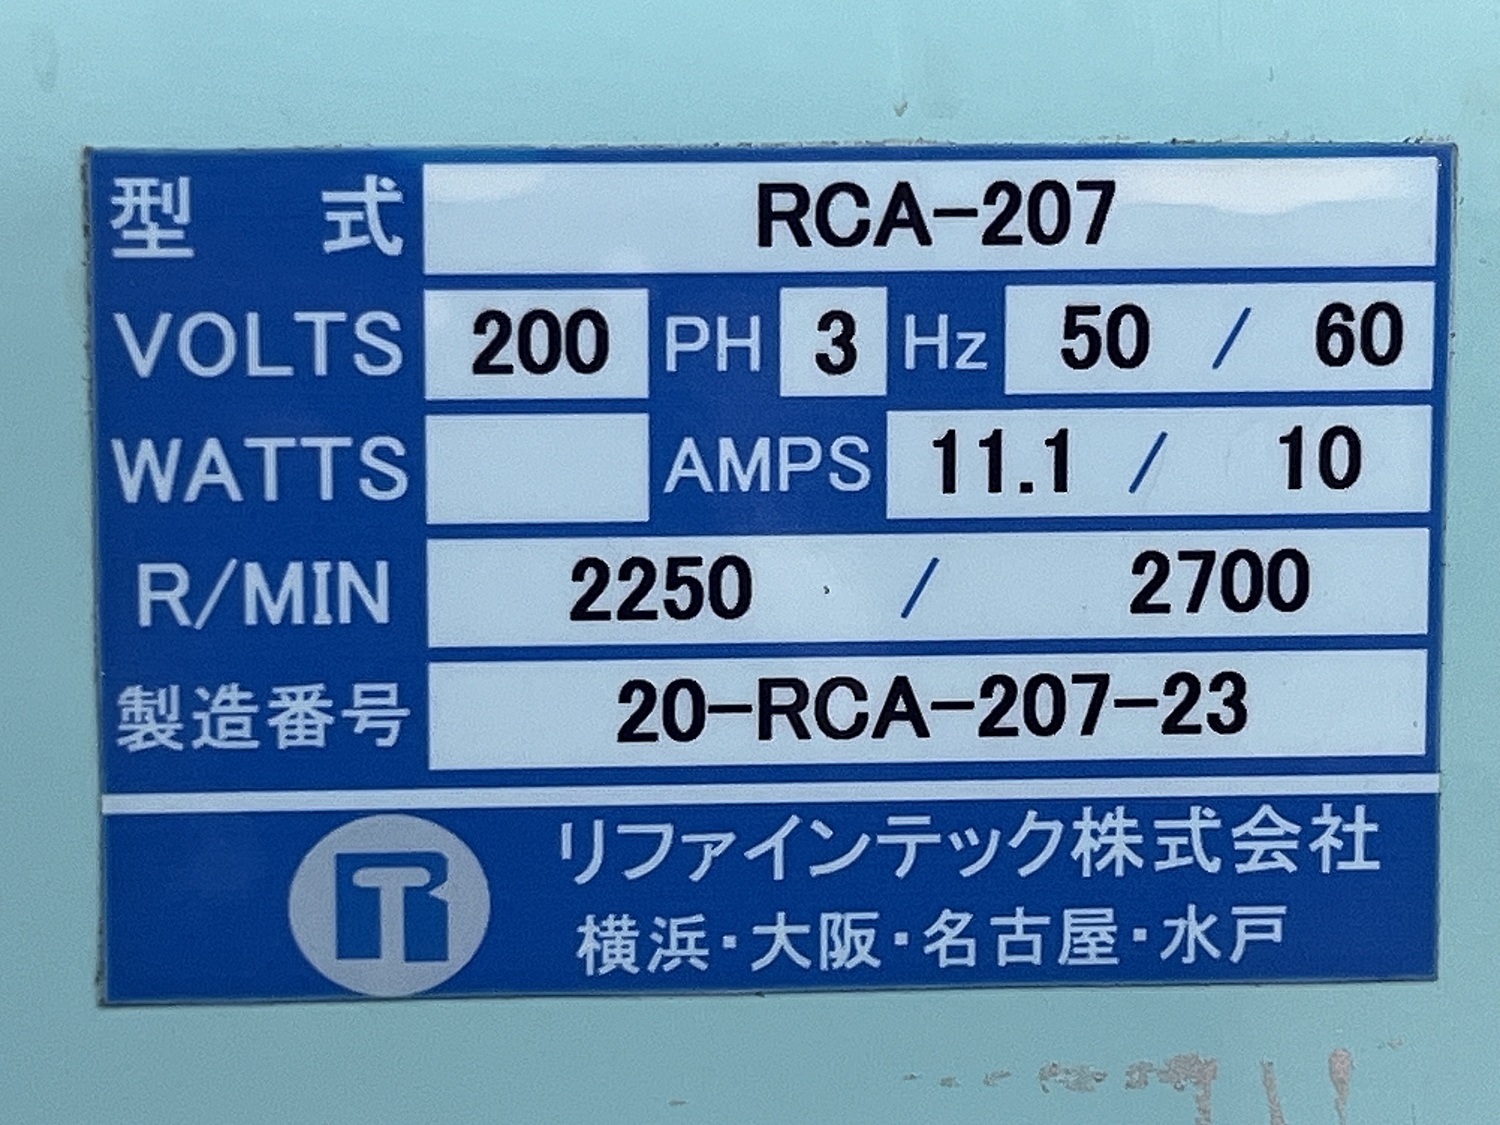 型 式 RCA-207
VOLTS 200 PH 3 Hz 50 / 60
WATTS AMPS 11.1 / 10
R/MIN 2250 / 2700
製造番号 20-RCA-207-23
リファインテック株式会社
横浜・大阪・名古屋・水戸